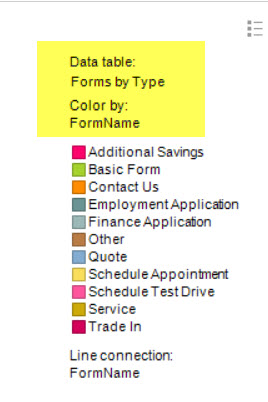 Data table:
Forms by Type
Color by:
FormName
Additional Savings
Basic Form
Contact Us
Employment Application
Finance Application
Other
Quote
Schedule Appointment
Schedule Test Drive
Service
Trade In
Line connection:
FormName